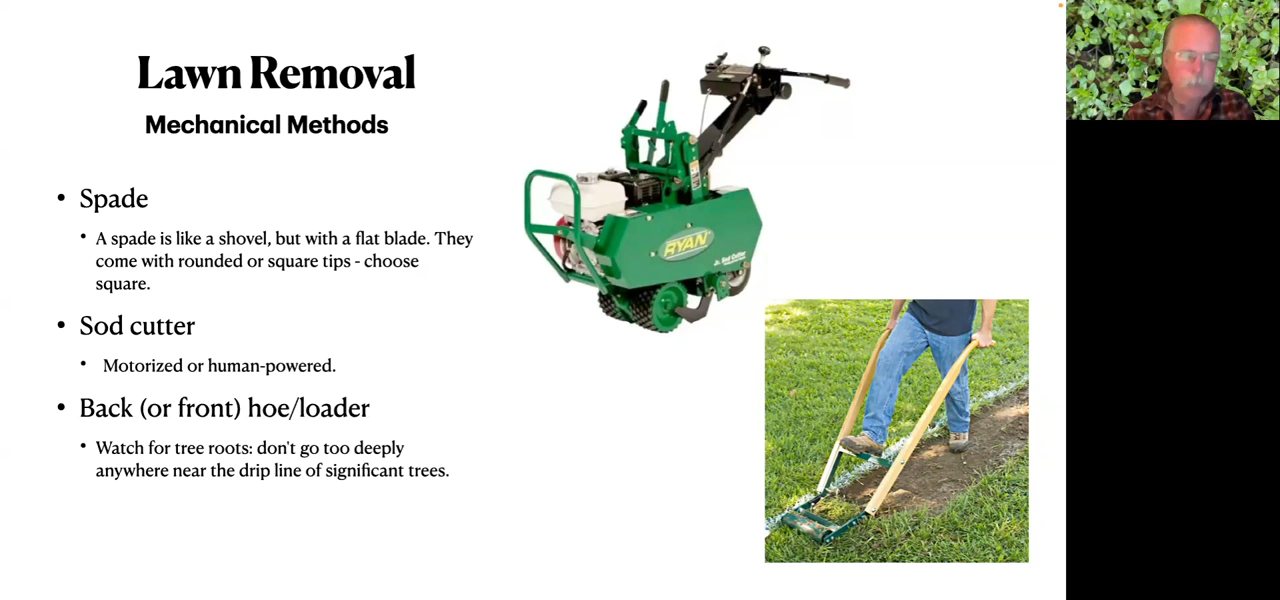 Lawn Removal
Mechanical Methods
• Spade
• A spade is like a shovel, but with a flat blade. They
come with rounded or square tips - choose
square.
• Sod cutter
• Motorized or human-powered.
• Back (or front) hoe/loader
• Watch for tree roots: don't go too deeply
anywhere near the drip line of significant trees.
RYAN
Jr. Sod Cutter